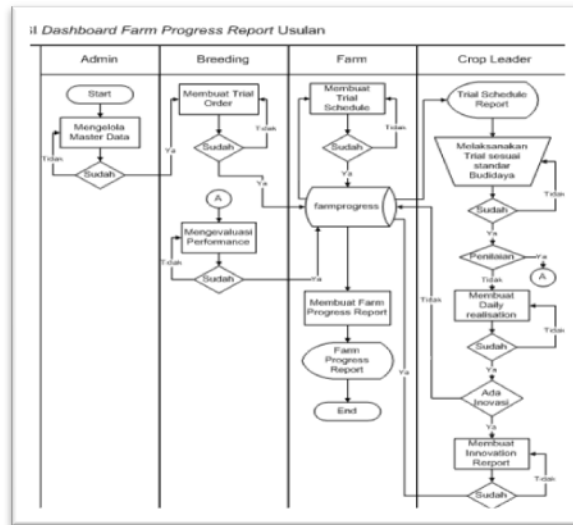 SI Dashboard Farm Progress Report Usulan
Admin
Breeding
Farm
Crop Leader
Start
Mengelola
Master Data
Sudah
Tidak
Ya
Membuat Trial
Order
Sudah
Tidak
Ya
A
Mengevaluasi
Performance
Sudah
Tidak
Ya
Membuat
Trial
Schedule
Sudah
Tidak
Ya
farmprogress
Membuat Farm
Progress Report
Farm
Progress
Report
End
Trial Schedule
Report
Melaksanakan
Trial sesuai
standar
Budidaya
Tidak
Sudah
Ya
Penilaian
Ya
A
Tidak
Membuat
Daily
realisation
Tidak
Sudah
Ya
Ada
Inovasi
Tidak
Ya
Membuat
Innovation
Rerport
Tidak
Sudah
Ya